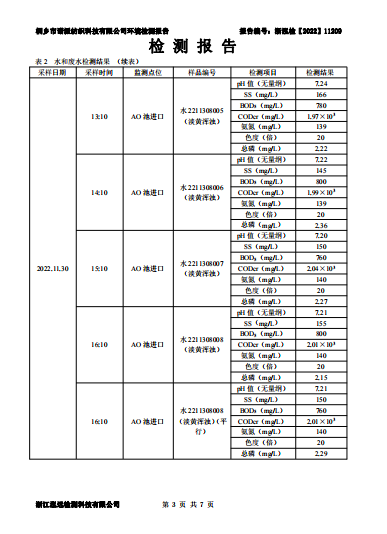 桐乡市诺源纺织科技有限公司环境检测报告 报告编号：浙泓检【2022】11209
检 测 报 告
表 2 水和废水检测结果 （续表）
采样日期 采样时间 监测点位 样品编号 检测项目 检测结果
2022.11.30
13:10 AO 池进口 水2211308005（淡黄浑浊）
pH 值（无量纲） 7.24
SS（mg/L） 166
BOD₅（mg/L） 780
CODcr（mg/L） 1.97×10³
氨氮（mg/L） 139
色度（倍） 20
总磷（mg/L） 2.22
14:10 AO 池进口 水2211308006（淡黄浑浊）
pH 值（无量纲） 7.22
SS（mg/L） 145
BOD₅（mg/L） 800
CODcr（mg/L） 1.99×10³
氨氮（mg/L） 139
色度（倍） 20
总磷（mg/L） 2.36
15:10 AO 池进口 水2211308007（淡黄浑浊）
pH 值（无量纲） 7.20
SS（mg/L） 150
BOD₅（mg/L） 760
CODcr（mg/L） 2.04×10³
氨氮（mg/L） 140
色度（倍） 20
总磷（mg/L） 2.27
16:10 AO 池进口 水2211308008（淡黄浑浊）
pH 值（无量纲） 7.21
SS（mg/L） 155
BOD₅（mg/L） 800
CODcr（mg/L） 2.01×10³
氨氮（mg/L） 140
色度（倍） 20
总磷（mg/L） 2.15
16:10 AO 池进口 水2211308008（淡黄浑浊）（平行）
pH 值（无量纲） 7.21
SS（mg/L） 150
BOD₅（mg/L） 760
CODcr（mg/L） 2.01×10³
氨氮（mg/L） 140
色度（倍） 20
总磷（mg/L） 2.29
检测科技有限公司 第 3 页 共 7 页